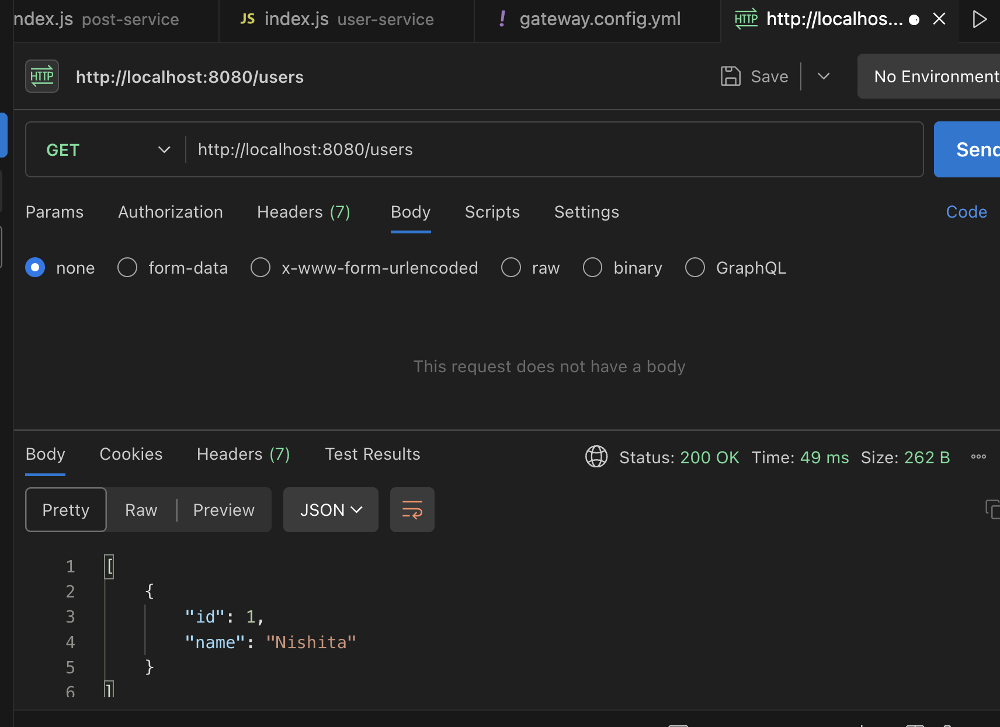 ndex.js post-service JS index.js user-service ! gateway.config.yml HTTP http://localhos...
HTTP http://localhost:8080/users Save No Environment
GET http://localhost:8080/users Send
Params Authorization Headers (7) Body Scripts Settings Code
none form-data x-www-form-urlencoded raw binary GraphQL
This request does not have a body
Body Cookies Headers (7) Test Results Status: 200 OK Time: 49 ms Size: 262 B
Pretty Raw Preview JSON
1 [
2 {
3 "id": 1,
4 "name": "Nishita"
5 }
6 ]